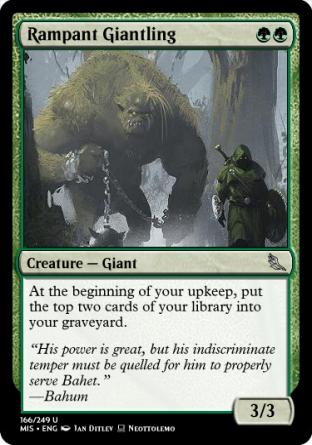 Rampant Giantling
Creature — Giant
At the beginning of your upkeep, put
the top two cards of your library into
your graveyard.
“His power is great, but his indiscriminate
temper must be quelled for him to properly
serve Bahet.”
—Bahum
3/3
166/249 U
MIS • ENG Ian Ditlev Neottolemo